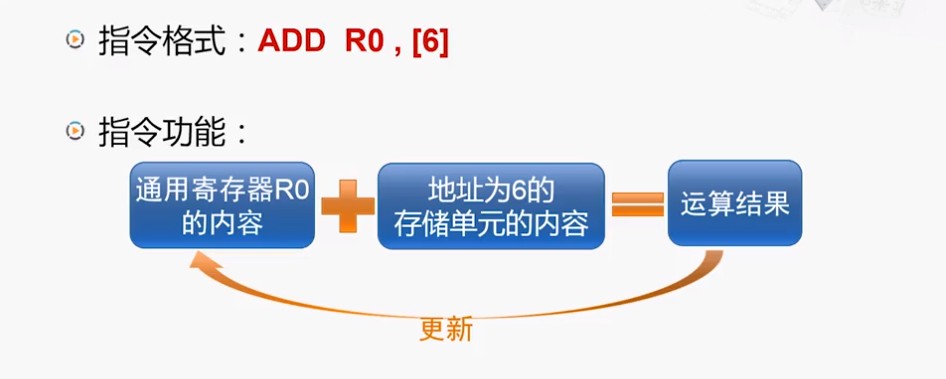 指令格式：ADD R0 , [6]
指令功能：
通用寄存器R0
的内容
地址为6的
存储单元的内容
运算结果
更新